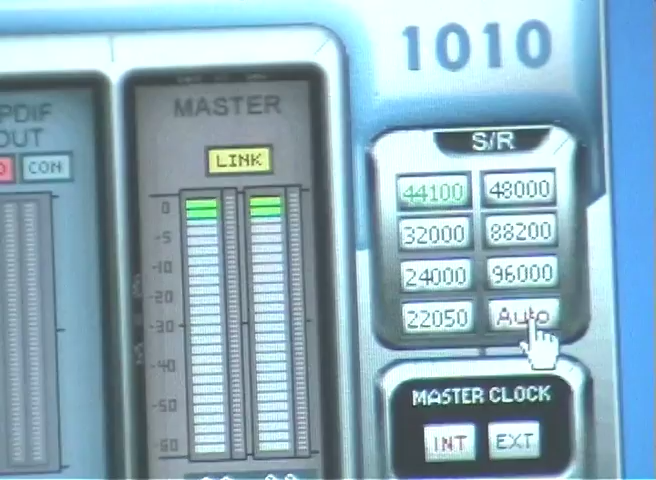 1010
PDIF
OUT
CON
MASTER
LINK
0
-5
-10
-20
-30
-40
-50
-60
S/R
44100 48000
32000 88200
24000 96000
22050 Auto
MASTER CLOCK
INT EXT